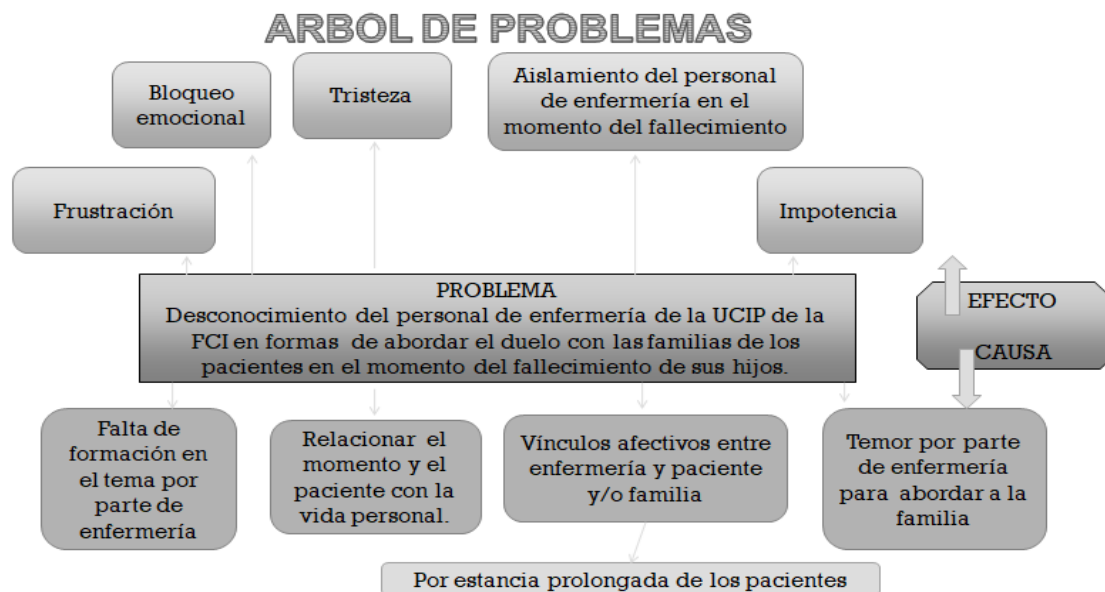 ARBOL DE PROBLEMAS
Bloqueo
emocional
Tristeza
Aislamiento del personal
de enfermería en el
momento del fallecimiento
Frustración
Impotencia
PROBLEMA
Desconocimiento del personal de enfermería de la UCIP de la
FCI en formas de abordar el duelo con las familias de los
pacientes en el momento del fallecimiento de sus hijos.
EFECTO
CAUSA
Falta de
formación en
el tema por
parte de
enfermería
Relacionar el
momento y el
paciente con la
vida personal.
Vínculos afectivos entre
enfermería y paciente
y/o familia
Temor por parte
de enfermería
para abordar a la
familia
Por estancia prolongada de los pacientes